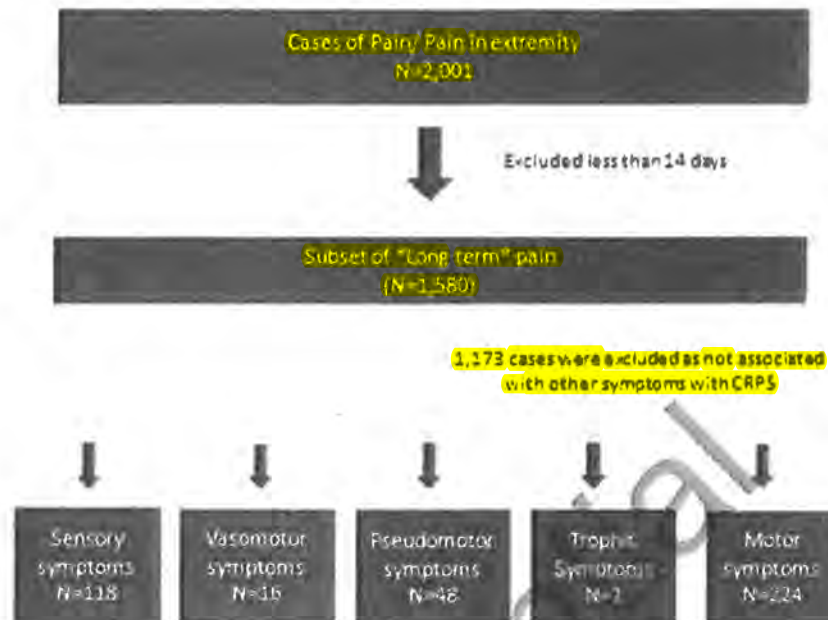 Cases of Pain/ Pain in extremity
N=2,001
Excluded less than 14 days
Subset of "Long term" pain
(N=1,580)
1,173 cases were excluded as not associated
with other symptoms with CRPS
Sensory
symptoms
N=118
Vasomotor
symptoms
N=16
Pseudomotor
symptoms
N=48
Trophic
Symptoms
Motor
symptoms
N=224